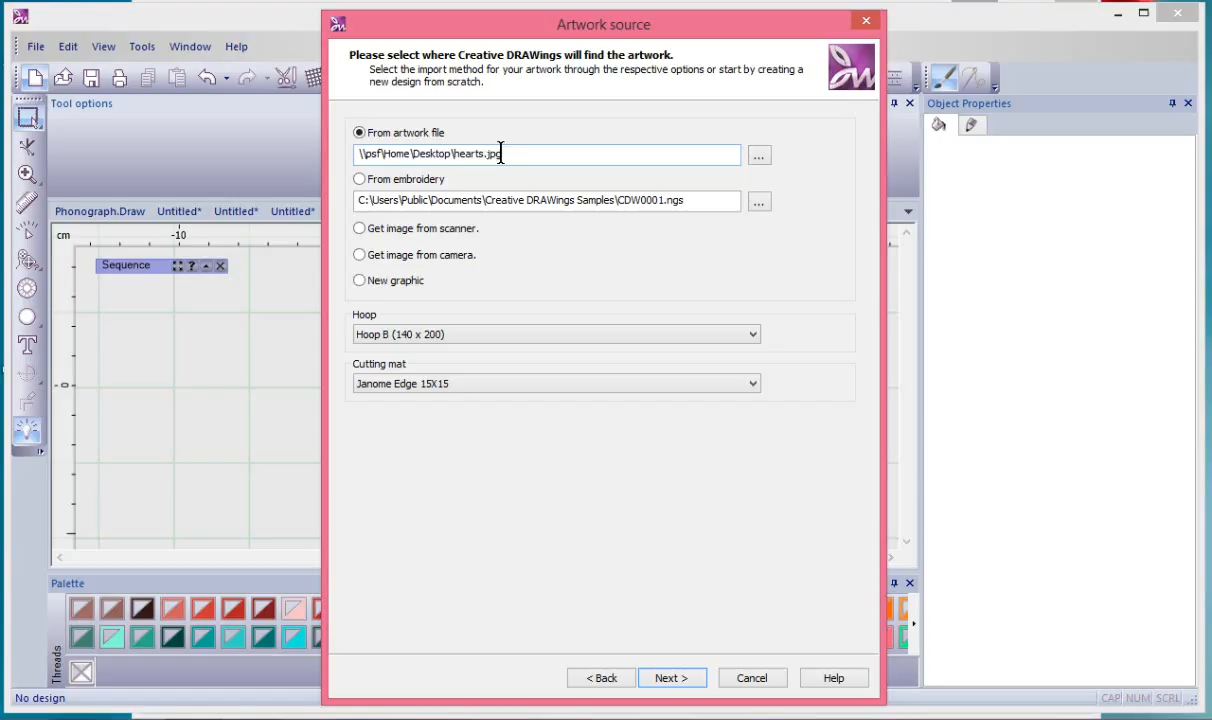 Artwork source
File Edit View Tools Window Help
Please select where Creative DRAWings will find the artwork.
Select the import method for your artwork through the respective options or start by creating a
new design from scratch.
Tool options
Object Properties
From artwork file
\\psf\Home\Desktop\hearts.jpg
...
From embroidery
C:\Users\Public\Documents\Creative DRAWings Samples\CDW0001.ngs
...
Phonograph.Draw Untitled* Untitled* Untitled*
Get image from scanner.
cm
-10
Get image from camera.
Sequence
New graphic
Hoop
Hoop B (140 x 200)
Cutting mat
0
Janome Edge 15X15
Palette
Threads
< Back Next > Cancel Help
No design
CAP NUM SCRL